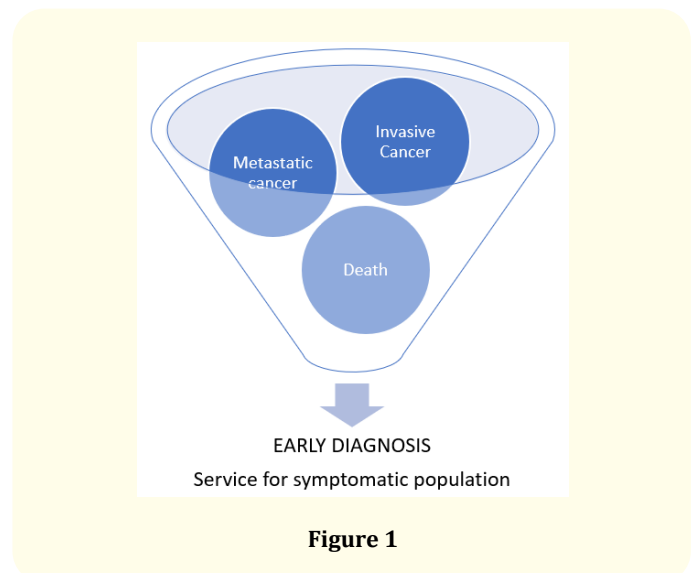 Invasive
Cancer
Metastatic
cancer
Death
EARLY DIAGNOSIS
Service for symptomatic population
Figure 1